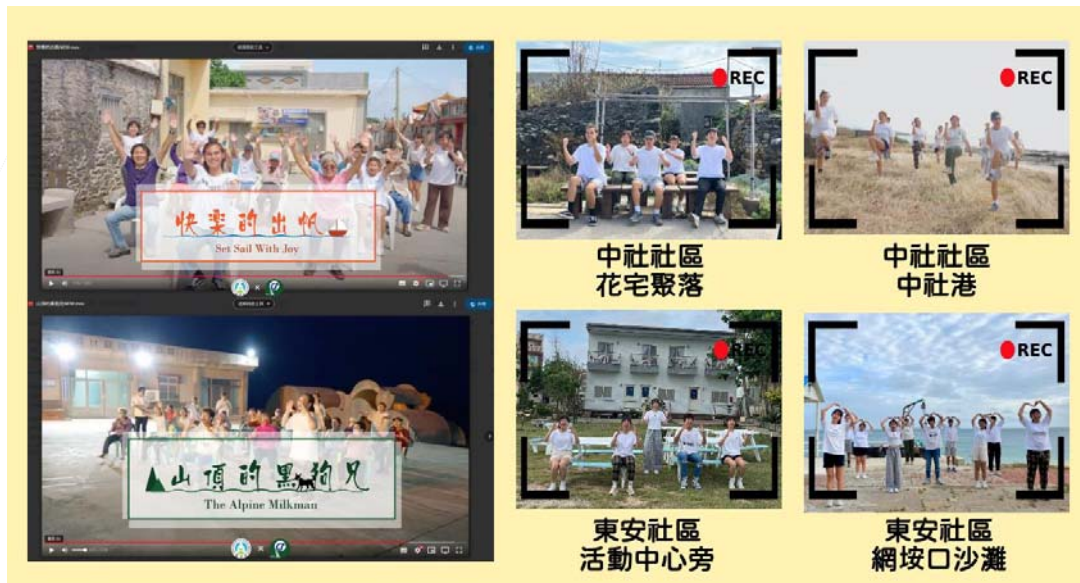 快樂的出帆
Set Sail With Joy
山頂的黑狗兄
The Alpine Milkman
REC
中社社區
花宅聚落
REC
中社社區
中社港
REC
東安社區
活動中心旁
REC
東安社區
網垵口沙灘